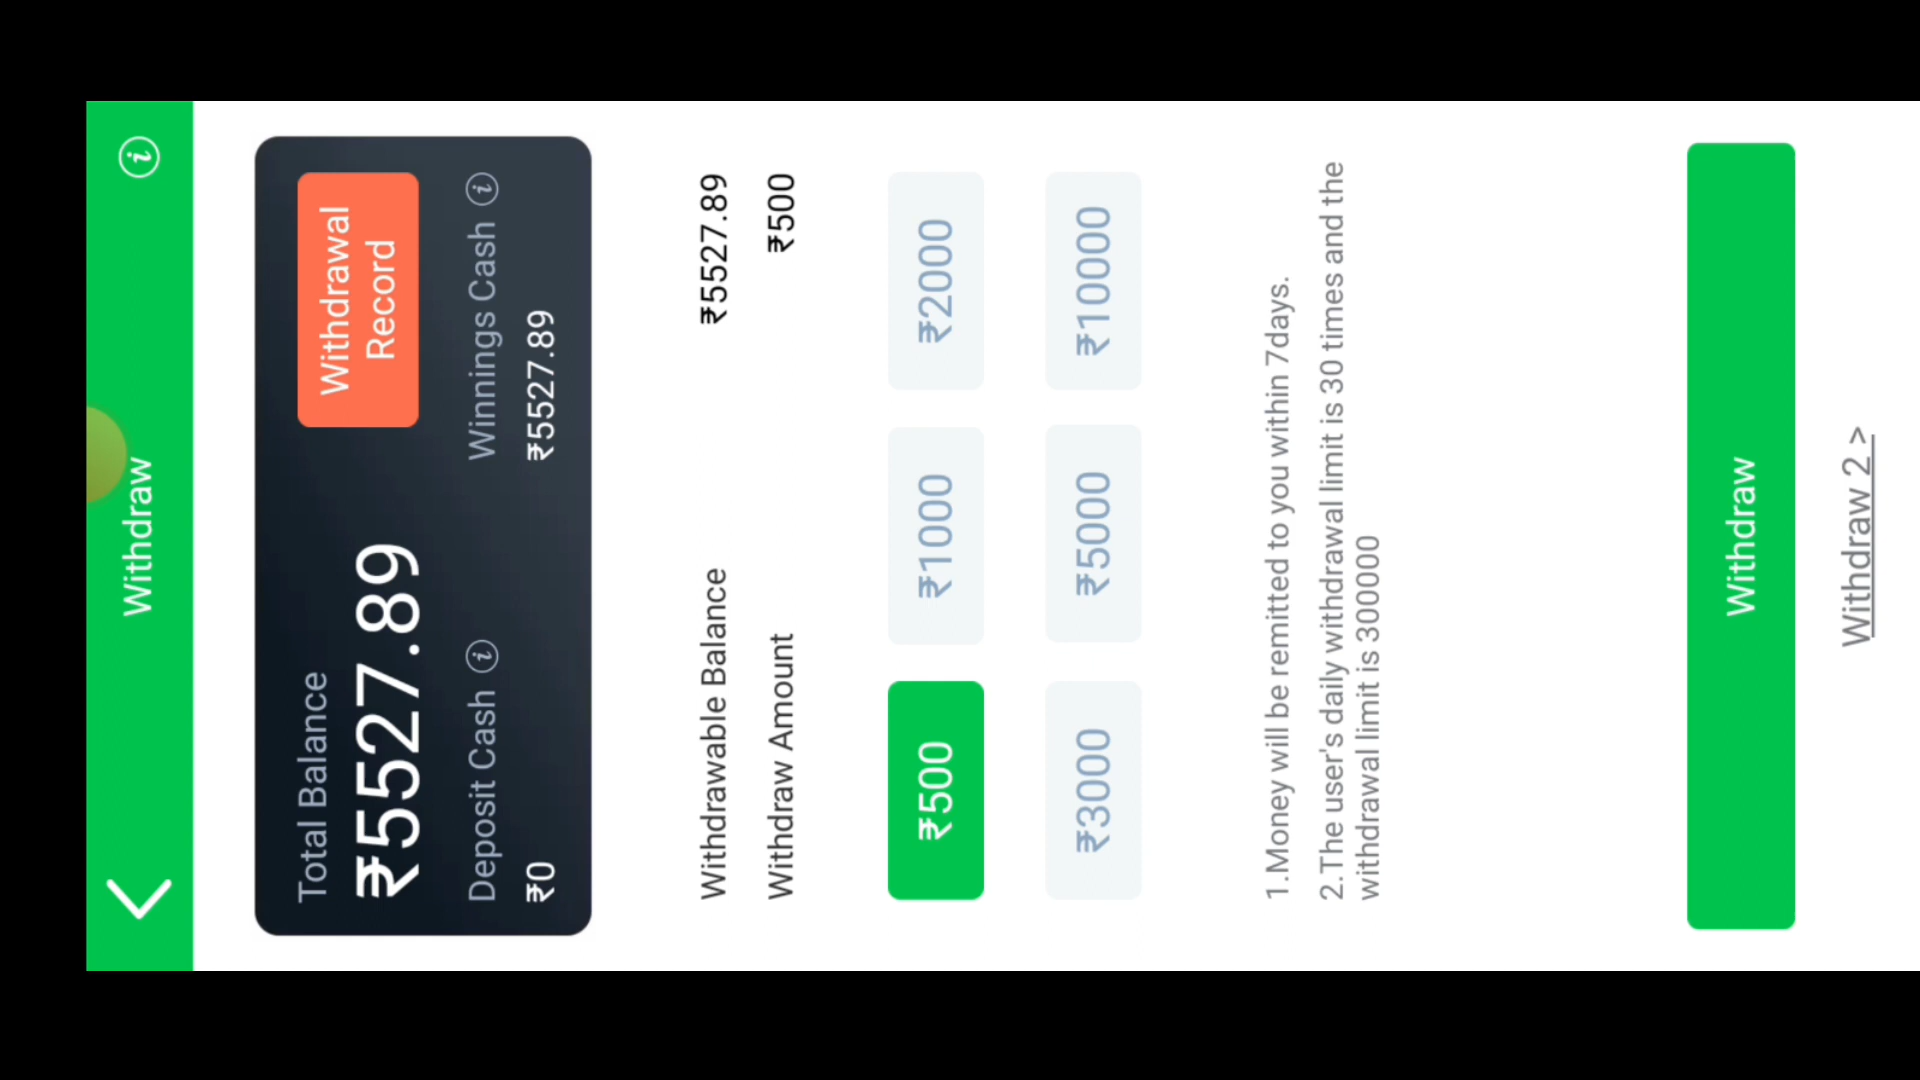 Withdraw
Total Balance
₹5527.89
Withdrawal
Record
Deposit Cash
Winnings Cash
₹0
₹5527.89
Withdrawable Balance ₹5527.89
Withdraw Amount ₹500
₹500 ₹1000 ₹2000
₹3000 ₹5000 ₹10000
1.Money will be remitted to you within 7days.
2.The user's daily withdrawal limit is 30 times and the
withdrawal limit is 300000
Withdraw
Withdraw 2 >